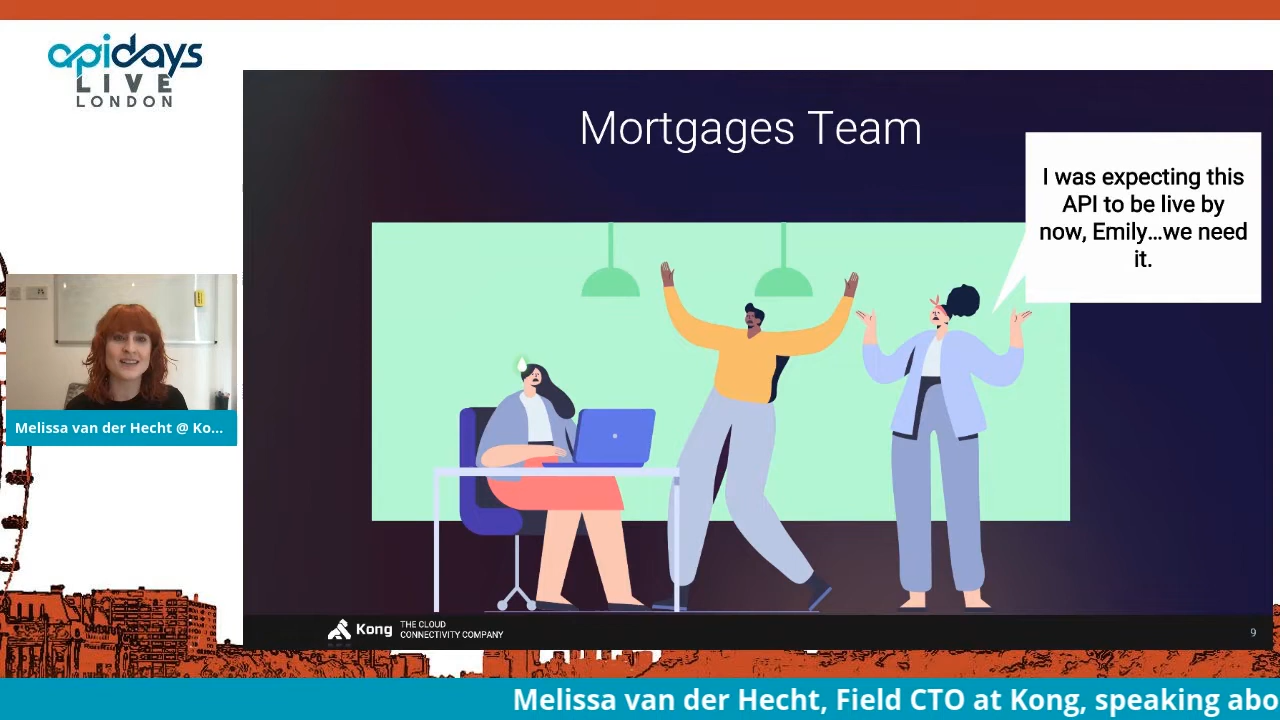 apidays
LIVE
LONDON
Mortgages Team
I was expecting this
API to be live by
now, Emily...we need
it.
Melissa van der Hecht @ Ko...
Kong
THE CLOUD
CONNECTIVITY COMPANY
9
Melissa van der Hecht, Field CTO at Kong, speaking abo